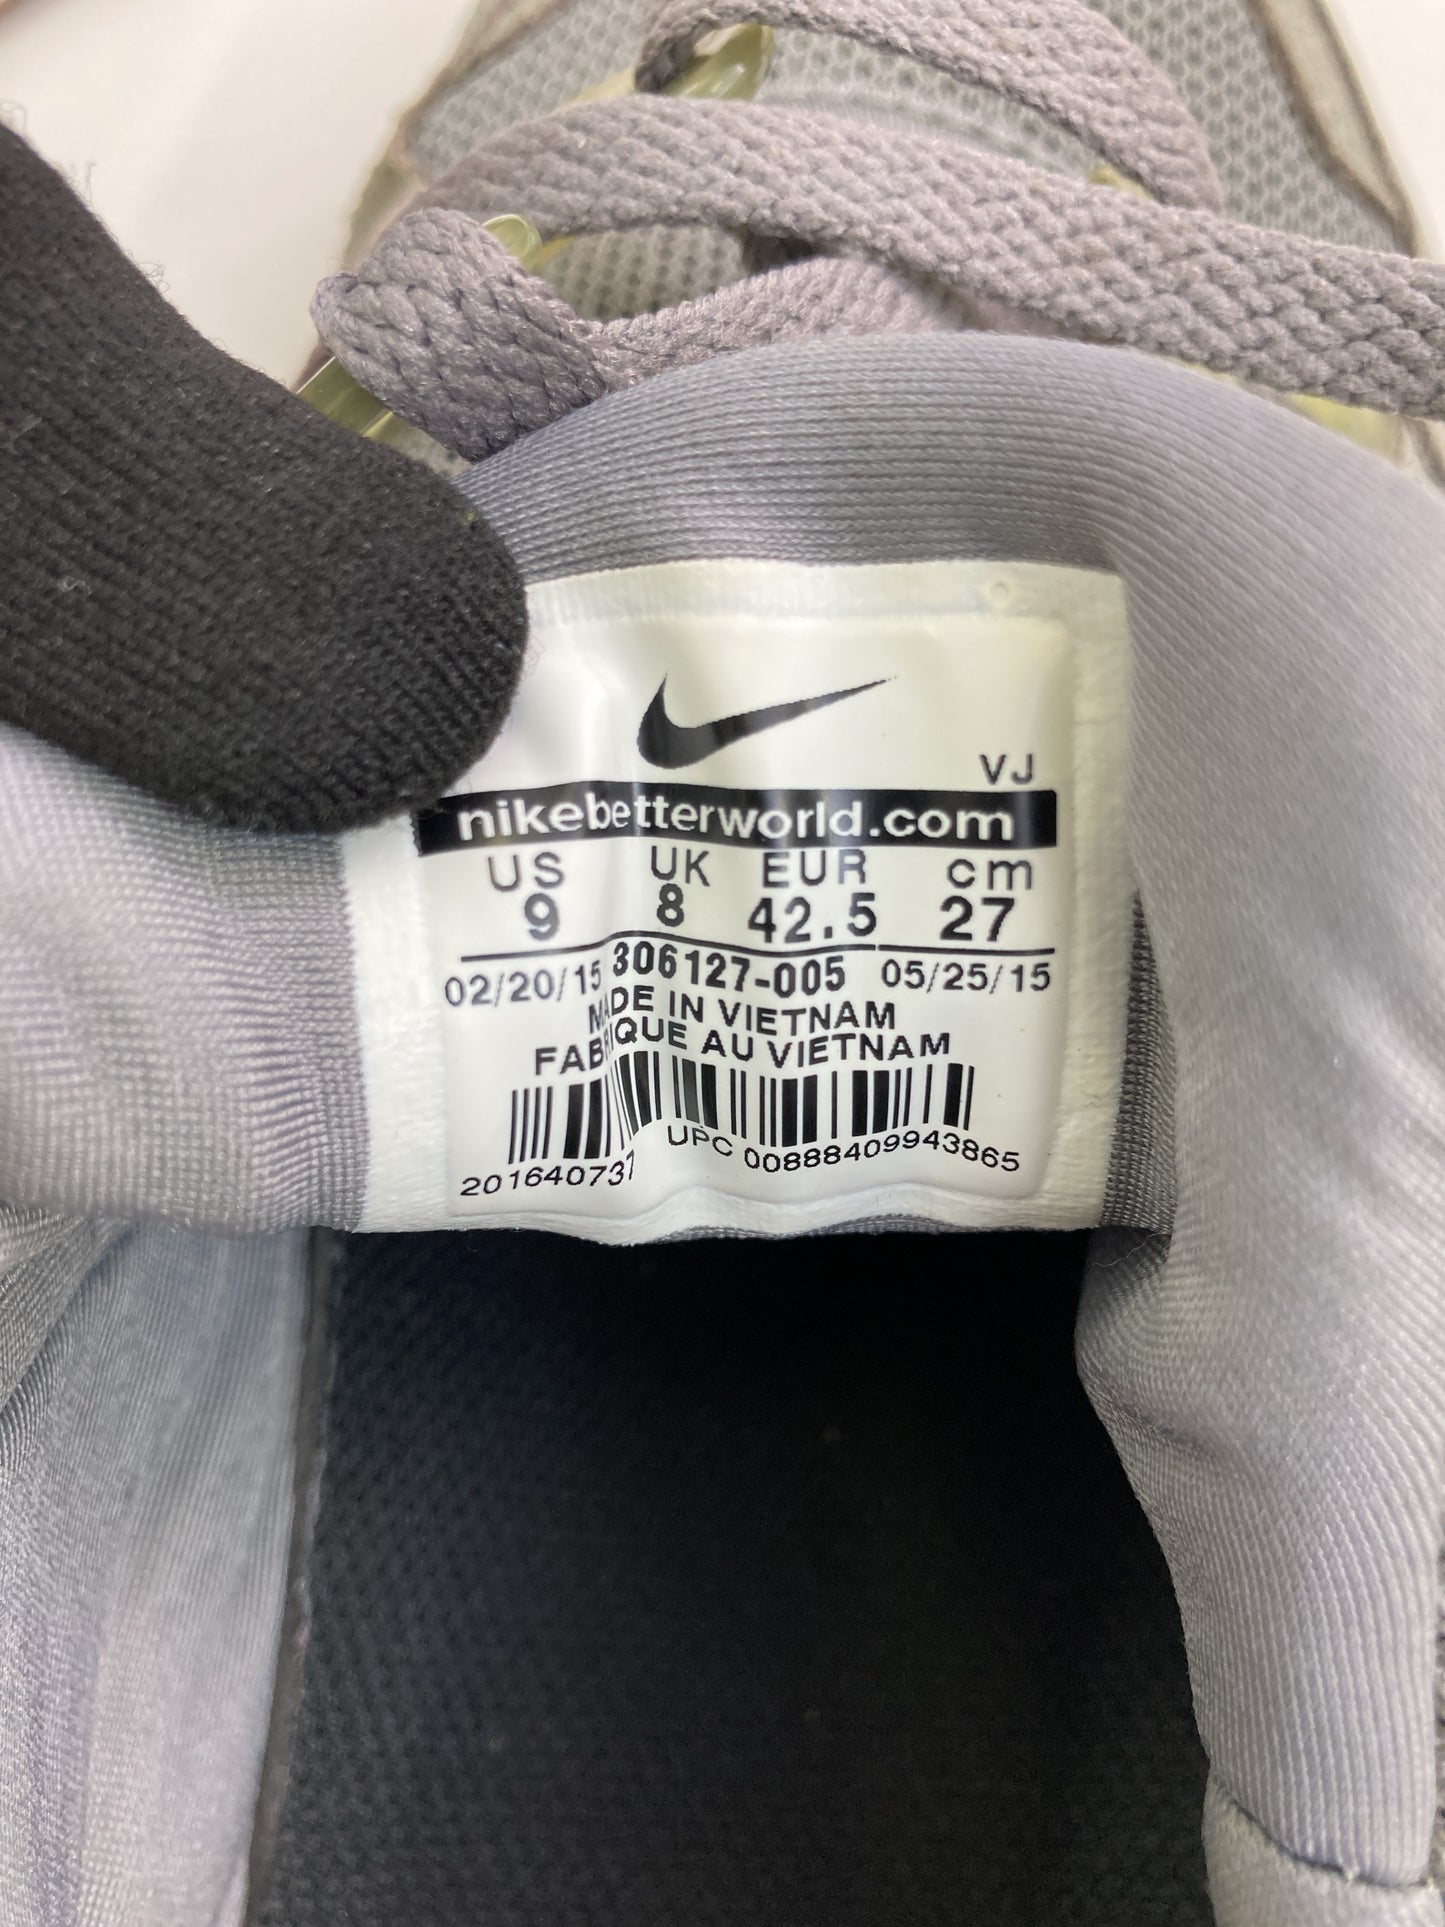 VJ
nikebetterworld.com
US UK EUR cm
9 8 42.5 27
02/20/15 306127-005 05/25/15
MADE IN VIETNAM
FABRIQUE AU VIETNAM
2016407377 UPC 00888409943865